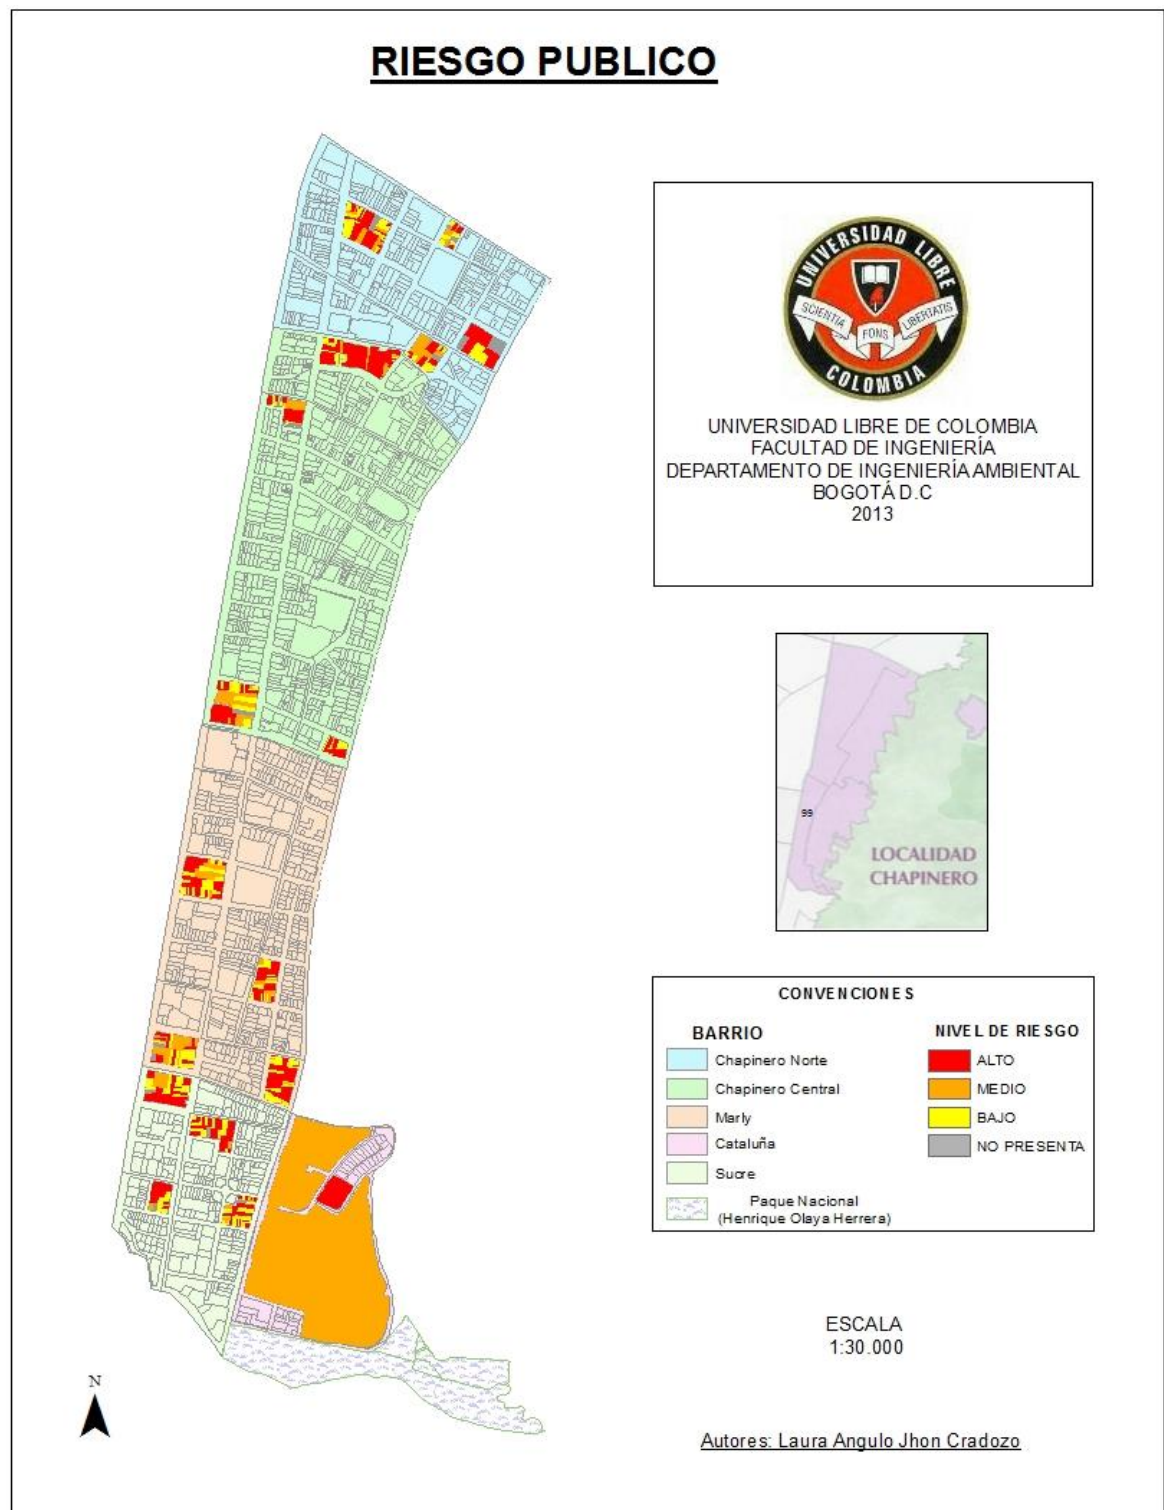 RIESGO PUBLICO
UNIVERSIDAD LIBRE
SCIENTIA
FONS
LIBERTATIS
COLOMBIA
UNIVERSIDAD LIBRE DE COLOMBIA
FACULTAD DE INGENIERÍA
DEPARTAMENTO DE INGENIERÍA AMBIENTAL
BOGOTÁ D.C
2013
99
LOCALIDAD
CHAPINERO
CONVENCIONES
BARRIO
Chapinero Norte
Chapinero Central
Marly
Cataluña
Sucre
Paque Nacional
(Henrique Olaya Herrera)
NIVEL DE RIESGO
ALTO
MEDIO
BAJO
NO PRESENTA
ESCALA
1:30.000
N
Autores: Laura Angulo Jhon Cradozo